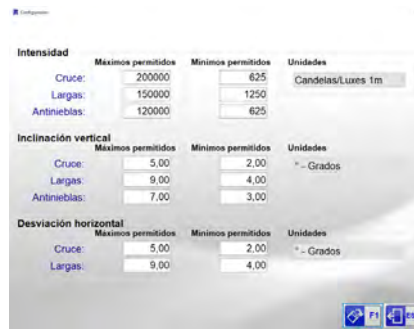 Configuración
Intensidad
Máximos permitidos Mínimos permitidos Unidades
Cruce: 200000 625 Candelas/Luxes 1m
Largas: 150000 1250
Antinieblas: 120000 625
Inclinación vertical
Máximos permitidos Mínimos permitidos Unidades
Cruce: 5,00 2,00 ° - Grados
Largas: 9,00 4,00
Antinieblas: 7,00 3,00
Desviación horizontal
Máximos permitidos Mínimos permitidos Unidades
Cruce: 5,00 2,00 ° - Grados
Largas: 9,00 4,00
F1